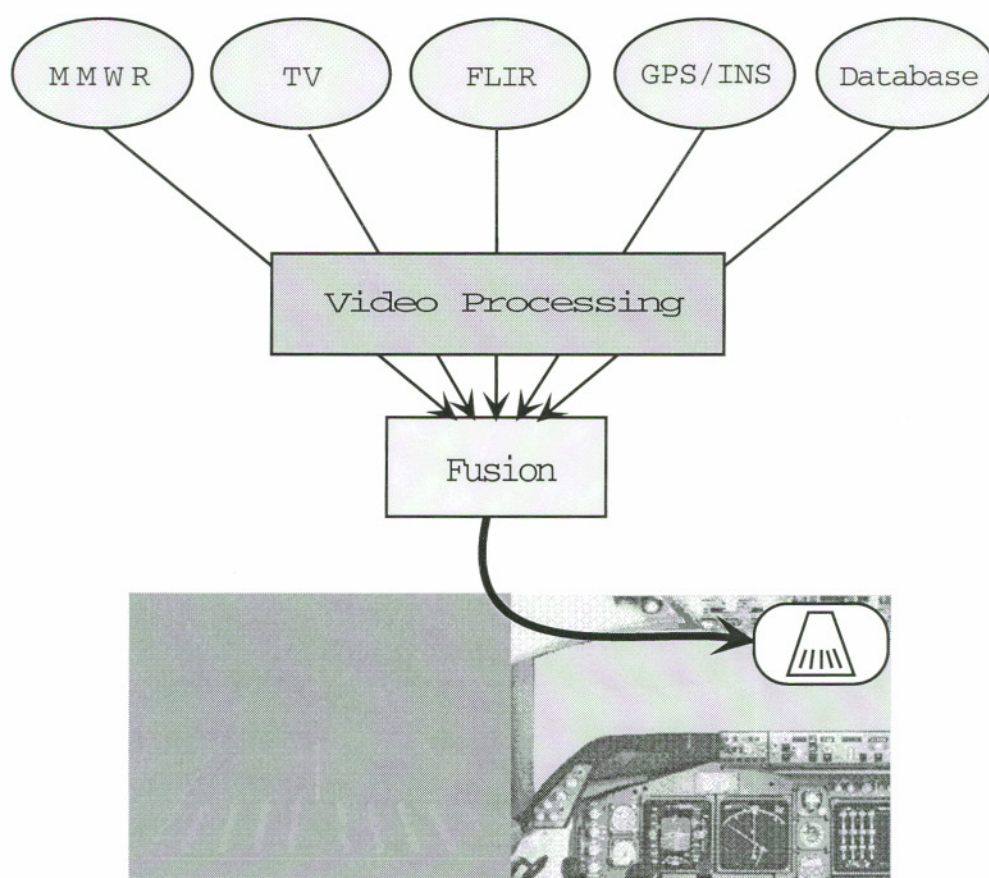 MMWR
TV
FLIR
GPS/INS
Database
Video Processing
Fusion